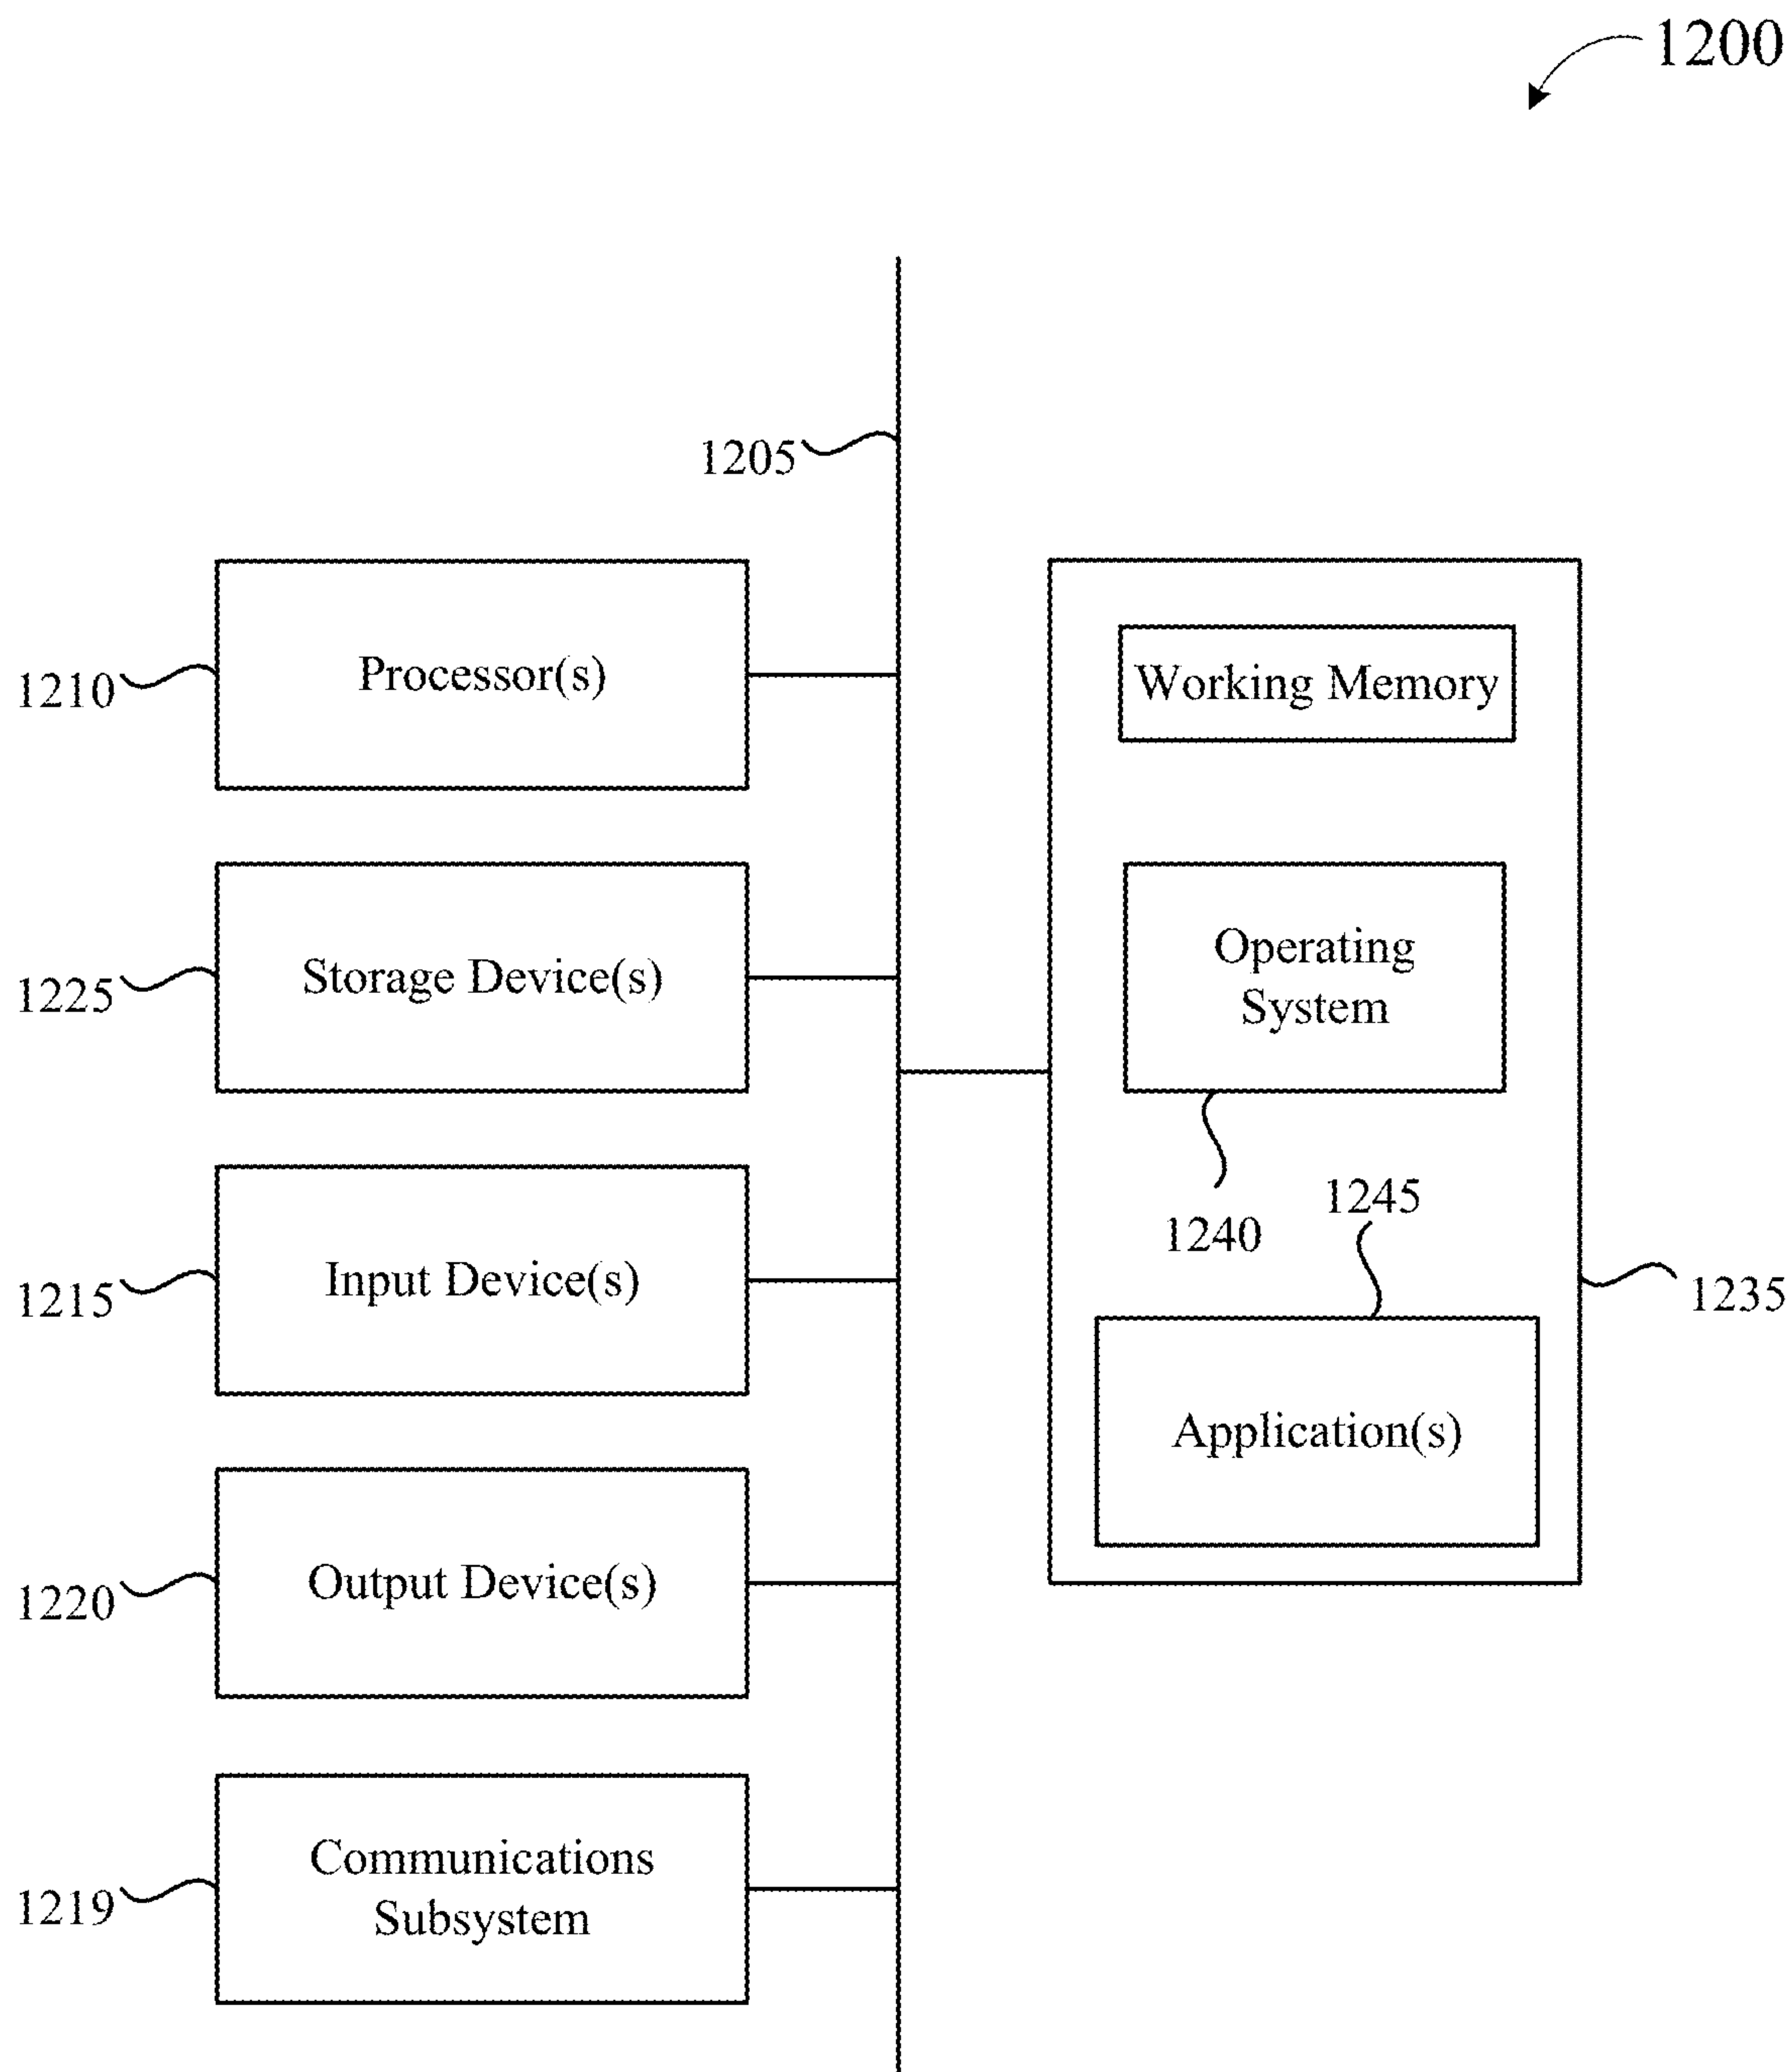 1200
1205
1210
Processor(s)
Working Memory
1225
Storage Device(s)
Operating
System
1240
1245
1215
Input Device(s)
1235
Application(s)
1220
Output Device(s)
1219
Communications
Subsystem